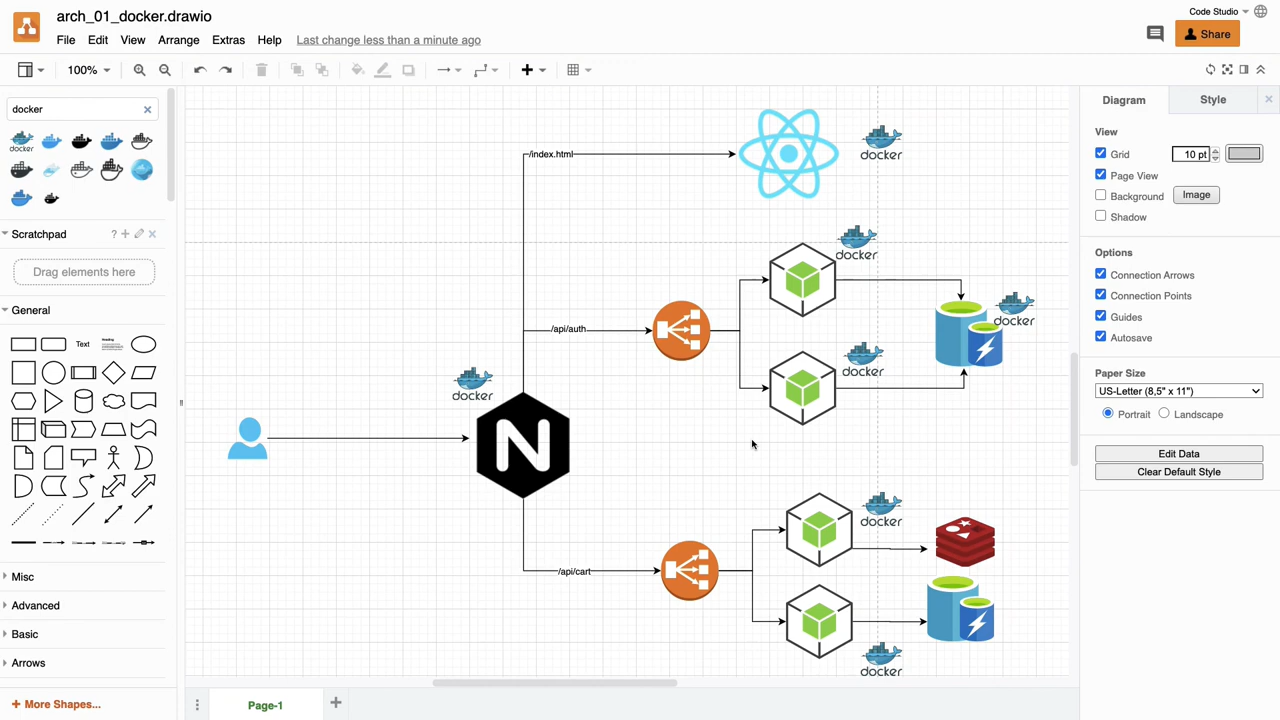 arch_01_docker.drawio
Code Studio
File Edit View Arrange Extras Help Last change less than a minute ago
Share
100%
docker
docker
Scratchpad
?
Drag elements here
General
Text
Heading
Misc
Advanced
Basic
Arrows
+ More Shapes...
/index.html
docker
docker
/api/auth
docker
docker
docker
N
docker
/api/cart
docker
Page-1
Diagram Style
View
Grid 10 pt
Page View
Background Image
Shadow
Options
Connection Arrows
Connection Points
Guides
Autosave
Paper Size
US-Letter (8,5" x 11")
Portrait Landscape
Edit Data
Clear Default Style